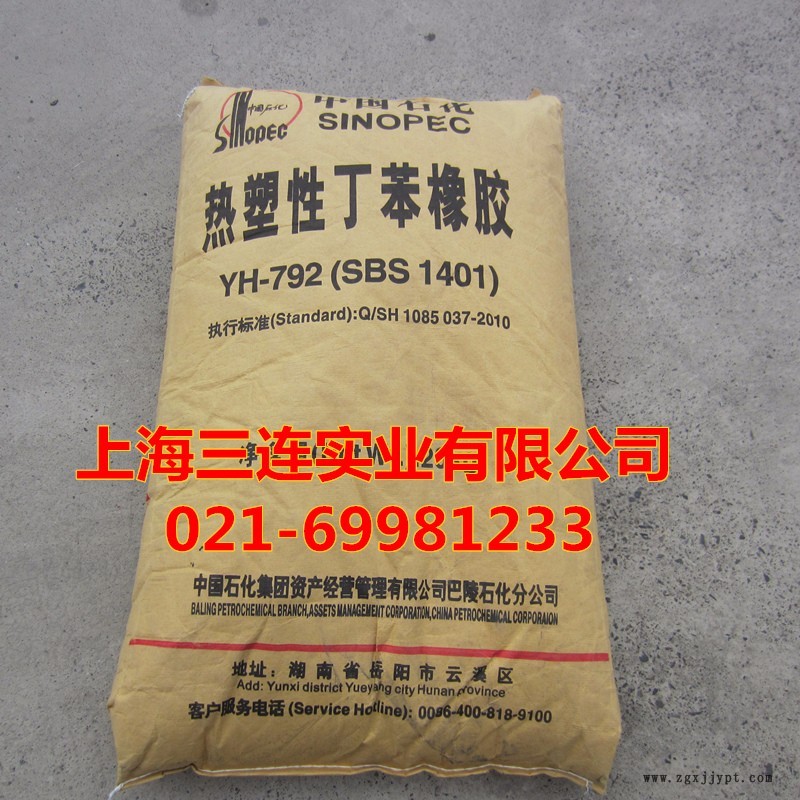 中国石化
SINOPEC
中国石化
SINOPEC
热塑性丁苯橡胶
YH-792 (SBS 1401)
执行标准(Standard):Q/SH 1085 037-2010
上海三连实业有限公司
净
021-69981233
中国石化集团资产经营管理有限公司巴陵石化分公司
BALING PETROCHEMICAL BRANCH,ASSETS MANAGEMENT CORPORATION,CHINA PETROCHEMICAL CORPORAION
地址：湖南省岳阳市云溪区
Add: Yunxi district Yueyang city Hunan province
客户服务电话(Service Hotline): 0086-400-818-9100
www.zgxjjypt.com